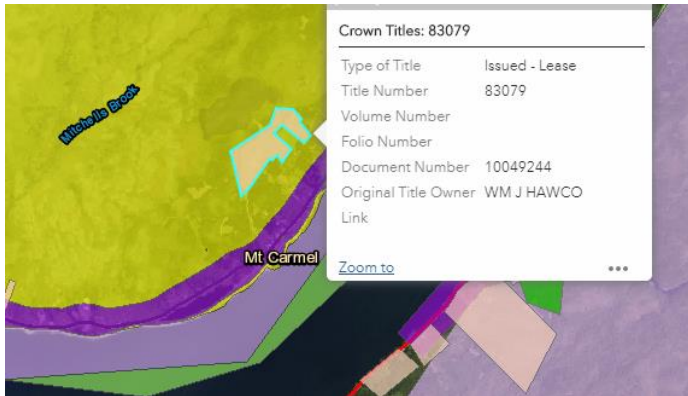 Crown Titles: 83079
Type of Title Issued - Lease
Title Number 83079
Volume Number
Folio Number
Document Number 10049244
Original Title Owner WM J HAWCO
Link
Zoom to
Mitchells Brook
Mt Carmel